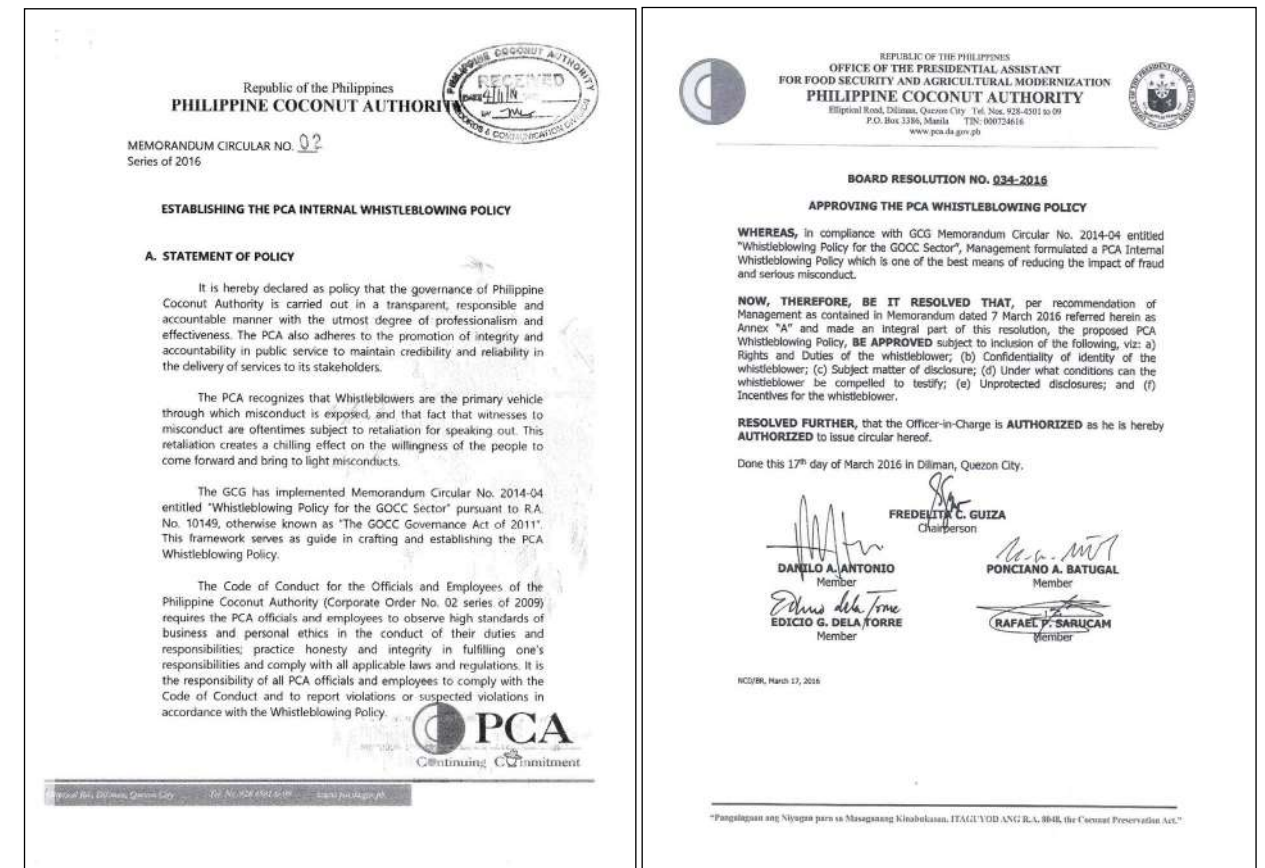 Republic of the Philippines
PHILIPPINE COCONUT AUTHORITY
PHILIPPINE COCONUT AUTHORITY
RECEIVED
DATE
RECORDS & COMMUNICATION DIVISION
MEMORANDUM CIRCULAR NO. 02
Series of 2016
ESTABLISHING THE PCA INTERNAL WHISTLEBLOWING POLICY
A. STATEMENT OF POLICY
It is hereby declared as policy that the governance of Philippine
Coconut Authority is carried out in a transparent, responsible and
accountable manner with the utmost degree of professionalism and
effectiveness. The PCA also adheres to the promotion of integrity and
accountability in public service to maintain credibility and reliability in
the delivery of services to its stakeholders.
The PCA recognizes that Whistleblowers are the primary vehicle
through which misconduct is exposed, and that fact that witnesses to
misconduct are oftentimes subject to retaliation for speaking out. This
retaliation creates a chilling effect on the willingness of the people to
come forward and bring to light misconducts.
The GCG has implemented Memorandum Circular No. 2014-04
entitled "Whistleblowing Policy for the GOCC Sector" pursuant to R.A.
No. 10149, otherwise known as "The GOCC Governance Act of 2011".
This framework serves as guide in crafting and establishing the PCA
Whistleblowing Policy.
The Code of Conduct for the Officials and Employees of the
Philippine Coconut Authority (Corporate Order No. 02 series of 2009)
requires the PCA officials and employees to observe high standards of
business and personal ethics in the conduct of their duties and
responsibilities; practice honesty and integrity in fulfilling one's
responsibilities and comply with all applicable laws and regulations. It is
the responsibility of all PCA officials and employees to comply with the
Code of Conduct and to report violations or suspected violations in
accordance with the Whistleblowing Policy.
PCA
Continuing Commitment
Elliptical Rd., Diliman, Quezon City Tel. No. 928-4501 to 09 www.pca.da.gov.ph
REPUBLIC OF THE PHILIPPINES
OFFICE OF THE PRESIDENTIAL ASSISTANT
FOR FOOD SECURITY AND AGRICULTURAL MODERNIZATION
PHILIPPINE COCONUT AUTHORITY
Elliptical Road, Diliman, Quezon City Tel. Nos. 928-4501 to 09
P.O. Box 3386, Manila TIN: 000724616
www.pca.da.gov.ph
BOARD RESOLUTION NO. 034-2016
APPROVING THE PCA WHISTLEBLOWING POLICY
WHEREAS, in compliance with GCG Memorandum Circular No. 2014-04 entitled
"Whistleblowing Policy for the GOCC Sector", Management formulated a PCA Internal
Whistleblowing Policy which is one of the best means of reducing the impact of fraud
and serious misconduct.
NOW, THEREFORE, BE IT RESOLVED THAT, per recommendation of
Management as contained in Memorandum dated 7 March 2016 referred herein as
Annex "A" and made an integral part of this resolution, the proposed PCA
Whistleblowing Policy, BE APPROVED subject to inclusion of the following, viz: a)
Rights and Duties of the whistleblower; (b) Confidentiality of identity of the
whistleblower; (c) Subject matter of disclosure; (d) Under what conditions can the
whistleblower be compelled to testify; (e) Unprotected disclosures; and (f)
Incentives for the whistleblower.
RESOLVED FURTHER, that the Officer-in-Charge is AUTHORIZED as he is hereby
AUTHORIZED to issue circular hereof.
Done this 17th day of March 2016 in Diliman, Quezon City.
FREDELITA C. GUIZA
Chairperson
DANILO A. ANTONIO
Member
PONCIANO A. BATUGAL
Member
EDICIO G. DELA TORRE
Member
RAFAEL P. SARUCAM
Member
NCD/BR, March 17, 2016
"Pangalagaan ang Niyugan para sa Masaganang Kinabukasan, ITAGUYOD ANG R.A. 8048, the Coconut Preservation Act."